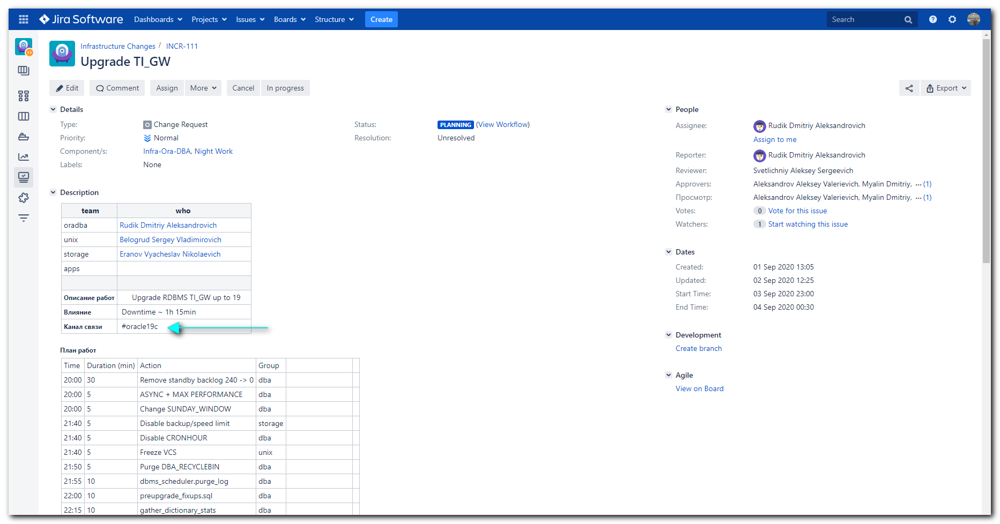 Jira Software Dashboards Projects Issues Boards Structure Create Search
Infrastructure Changes / INCR-111
Upgrade TI_GW
Edit Comment Assign More Cancel In progress Export
Details
Type: Change Request
Status: PLANNING (View Workflow)
Priority: Normal
Resolution: Unresolved
Component/s: Infra-Ora-DBA, Night Work
Labels: None
Description
team who
oradba Rudik Dmitriy Aleksandrovich
unix Belogrud Sergey Vladimirovich
storage Eranov Vyacheslav Nikolaevich
apps
Описание работ Upgrade RDBMS TI_GW up to 19
Влияние Downtime ~ 1h 15min
Канал связи #oracle19c
План работ
Time Duration (min) Action Group
20:00 30 Remove standby backlog 240 -> 0 dba
20:00 5 ASYNC + MAX PERFORMANCE dba
20:00 5 Change SUNDAY_WINDOW dba
21:40 5 Disable backup/speed limit storage
21:40 5 Disable CRONHOUR dba
21:40 5 Freeze VCS unix
21:50 5 Purge DBA_RECYCLEBIN dba
21:55 10 dbms_scheduler.purge_log dba
22:00 10 preupgrade_fixups.sql dba
22:15 10 gather_dictionary_stats dba
People
Assignee: Rudik Dmitriy Aleksandrovich
Assign to me
Reporter: Rudik Dmitriy Aleksandrovich
Reviewer: Svetlichniy Aleksey Sergeevich
Approvers: Aleksandrov Aleksey Valerievich, Myalin Dmitriy, ··· (1)
Просмотр: Aleksandrov Aleksey Valerievich, Myalin Dmitriy, ··· (1)
Votes: 0 Vote for this issue
Watchers: 1 Start watching this issue
Dates
Created: 01 Sep 2020 13:05
Updated: 02 Sep 2020 12:25
Start Time: 03 Sep 2020 23:00
End Time: 04 Sep 2020 00:30
Development
Create branch
Agile
View on Board